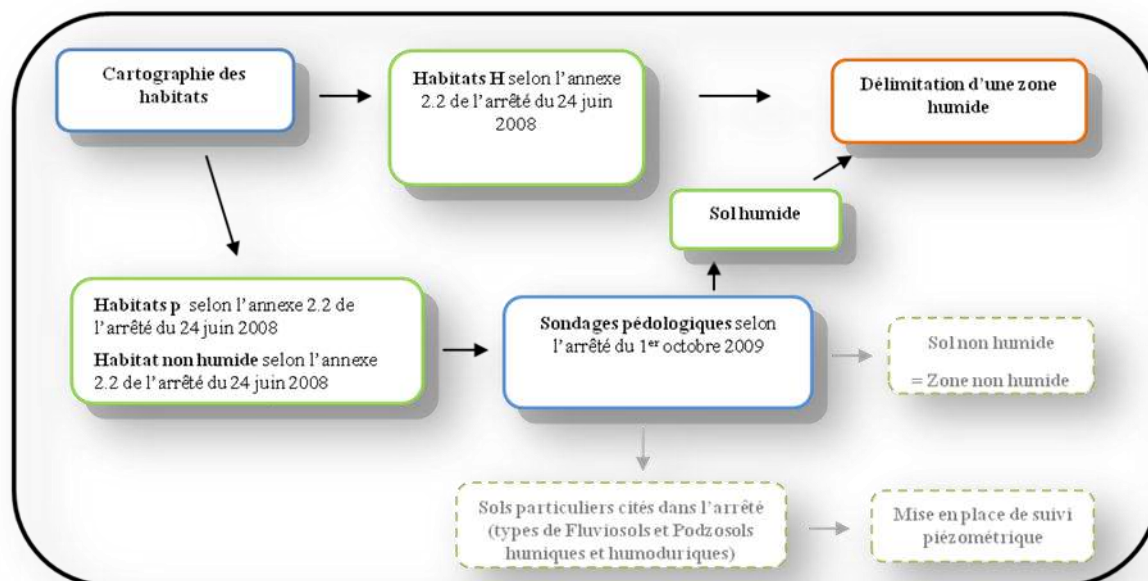 Cartographie des
habitats
Habitats H selon l'annexe
2.2 de l'arrêté du 24 juin
2008
Délimitation d'une zone
humide
Sol humide
Habitats p selon l'annexe 2.2 de
l'arrêté du 24 juin 2008
Habitat non humide selon l'annexe
2.2 de l'arrêté du 24 juin 2008
Sondages pédologiques selon
l'arrêté du 1er octobre 2009
Sol non humide
= Zone non humide
Sols particuliers cités dans l'arrêté
(types de Fluviosols et Podzosols
humiques et humoduriques)
Mise en place de suivi
piézométrique